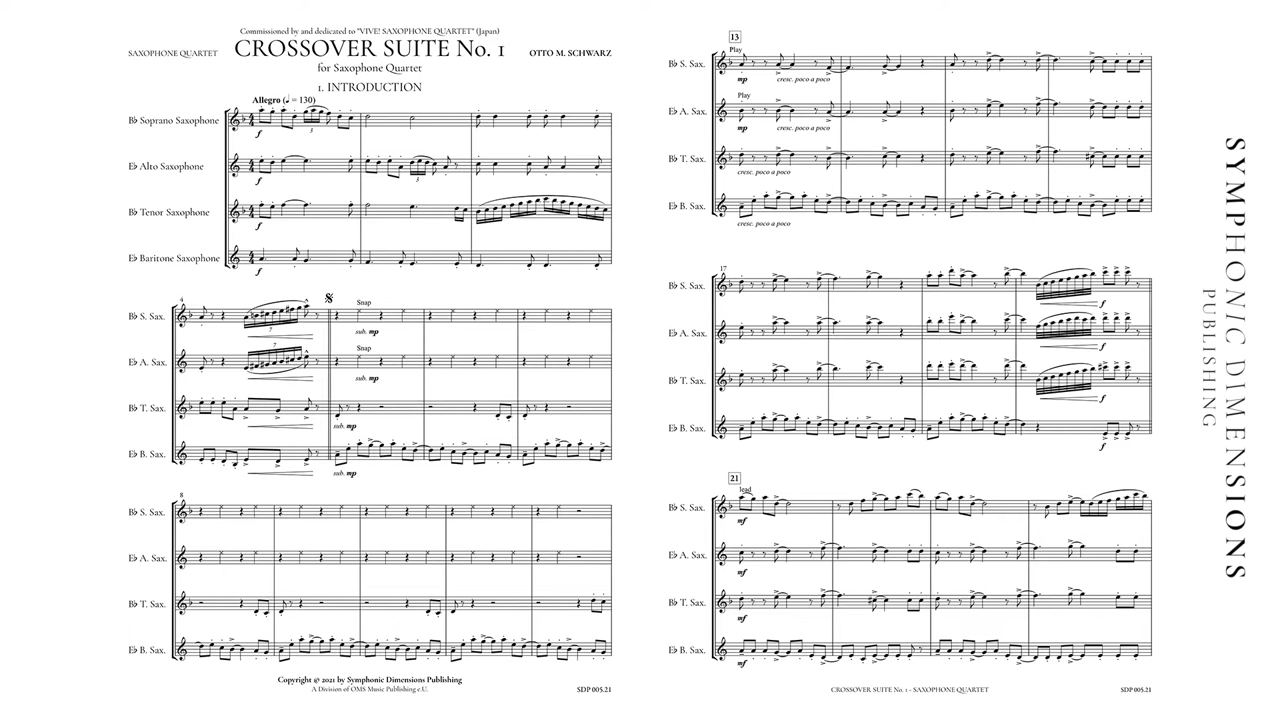 Commissioned by and dedicated to "VIVE! SAXOPHONE QUARTET" (Japan)
SAXOPHONE QUARTET
CROSSOVER SUITE No. 1
OTTO M. SCHWARZ
for Saxophone Quartet
1. INTRODUCTION
Allegro (♩ = 130)
B♭ Soprano Saxophone
f
3
E♭ Alto Saxophone
f
3
B♭ Tenor Saxophone
f
E♭ Baritone Saxophone
f
4
Snap
B♭ S. Sax.
7
sub. mp
Snap
E♭ A. Sax.
7
sub. mp
B♭ T. Sax.
sub. mp
E♭ B. Sax.
sub. mp
8
B♭ S. Sax.
E♭ A. Sax.
B♭ T. Sax.
E♭ B. Sax.
Copyright © 2021 by Symphonic Dimensions Publishing
A Division of OMS Music Publishing e.U.
SDP 005.21
13
Play
B♭ S. Sax.
mp cresc. poco a poco
Play
E♭ A. Sax.
mp cresc. poco a poco
B♭ T. Sax.
cresc. poco a poco
E♭ B. Sax.
cresc. poco a poco
17
B♭ S. Sax.
f
E♭ A. Sax.
f
B♭ T. Sax.
f
E♭ B. Sax.
f
21
lead
B♭ S. Sax.
mf
E♭ A. Sax.
mf
B♭ T. Sax.
mf
E♭ B. Sax.
mf
CROSSOVER SUITE No. 1 - SAXOPHONE QUARTET
SDP 005.21
SYMPHONIC DIMENSIONS
PUBLISHING